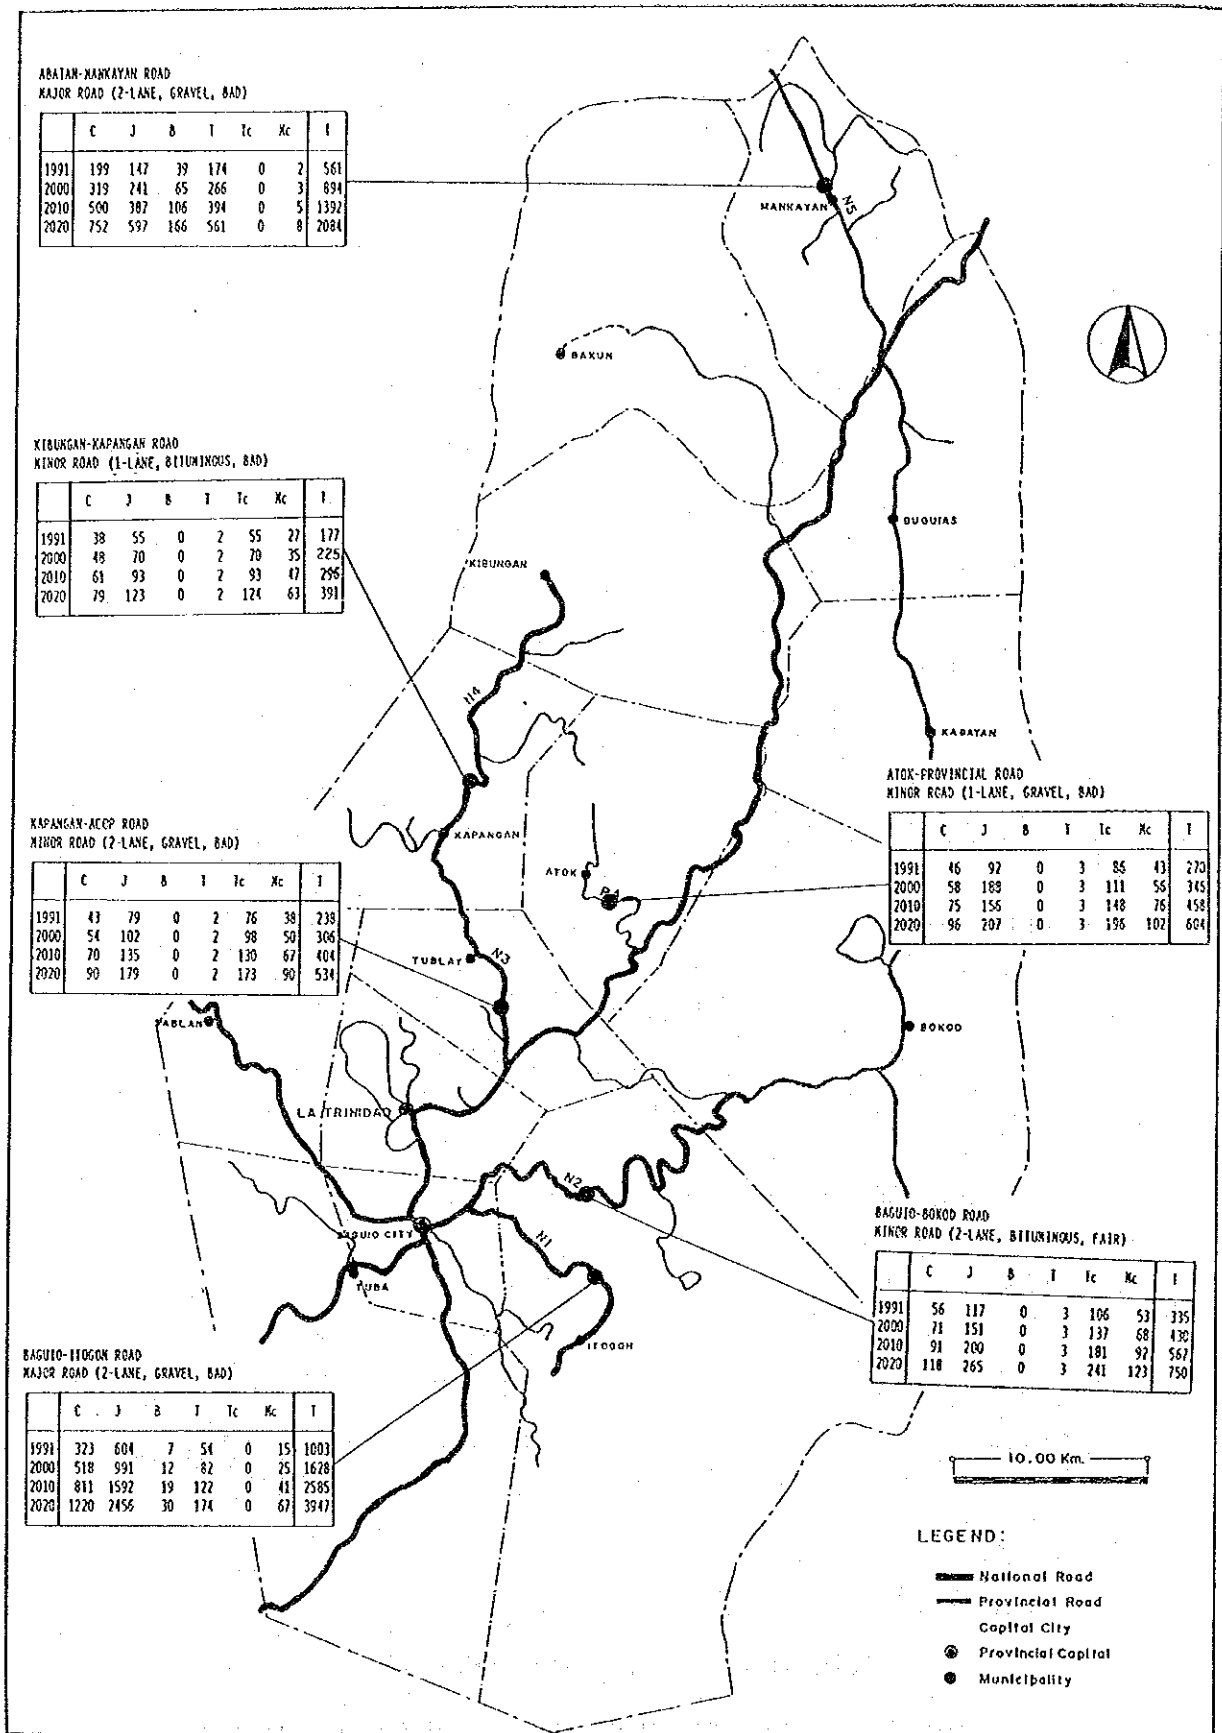 ABATAN-MANKAYAN ROAD
MAJOR ROAD (2-LANE, GRAVEL, BAD)
C J B T Tc Xc T
1991 199 147 39 174 0 2 561
2000 319 241 65 266 0 3 894
2010 500 387 106 394 0 5 1392
2020 752 597 166 561 0 8 2084
MANKAYAN
N5
BAKUN
KIBUNGAN-KAPANGAN ROAD
MINOR ROAD (1-LANE, BITUMINOUS, BAD)
C J B T Tc Xc T
1991 38 55 0 2 55 27 177
2000 48 70 0 2 70 35 225
2010 61 93 0 2 93 47 296
2020 79 123 0 2 124 63 391
BUGUIAS
KIBUNGAN
N4
KABAYAN
ATOK-PROVINCIAL ROAD
MINOR ROAD (1-LANE, GRAVEL, BAD)
C J B T Tc Xc T
1991 46 92 0 3 86 43 270
2000 58 188 0 3 111 56 345
2010 75 156 0 3 148 76 458
2020 96 207 0 3 196 102 604
KAPANGAN-ACCP ROAD
MINOR ROAD (2-LANE, GRAVEL, BAD)
C J B T Tc Xc T
1991 43 79 0 2 76 38 238
2000 54 102 0 2 98 50 306
2010 70 135 0 2 130 67 404
2020 90 179 0 2 173 90 534
KAPANGAN
ATOK
TUBLAY
N3
SABLAN
BOKOD
LA TRINIDAD
N2
BAGUIO CITY
N1
TUBA
ITOGON
BAGUIO-BOKOD ROAD
MINOR ROAD (2-LANE, BITUMINOUS, FAIR)
C J B T Tc Xc T
1991 56 117 0 3 106 53 335
2000 71 151 0 3 137 68 430
2010 91 200 0 3 181 92 567
2020 118 265 0 3 241 123 750
BAGUIO-ITOGON ROAD
MAJOR ROAD (2-LANE, GRAVEL, BAD)
C J B T Tc Xc T
1991 323 604 7 54 0 15 1003
2000 518 991 12 82 0 25 1628
2010 811 1592 19 122 0 41 2585
2020 1220 2456 30 174 0 67 3947
10.00 Km.
LEGEND:
National Road
Provincial Road
Capital City
Provincial Capital
Municipality